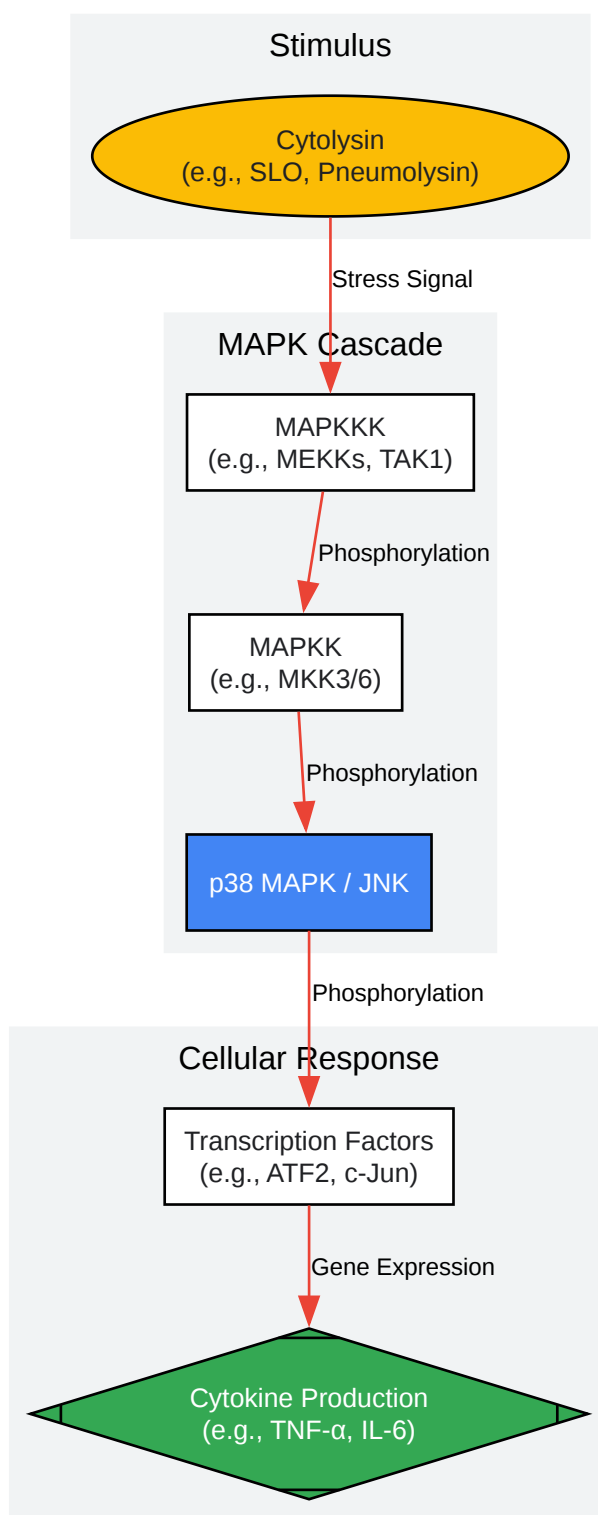 Stimulus
Cytolysin
(e.g., SLO, Pneumolysin)
Stress Signal
MAPK Cascade
MAPKKK
(e.g., MEKKs, TAK1)
Phosphorylation
MAPKK
(e.g., MKK3/6)
Phosphorylation
p38 MAPK / JNK
Phosphorylation
Cellular Response
Transcription Factors
(e.g., ATF2, c-Jun)
Gene Expression
Cytokine Production
(e.g., TNF-α, IL-6)